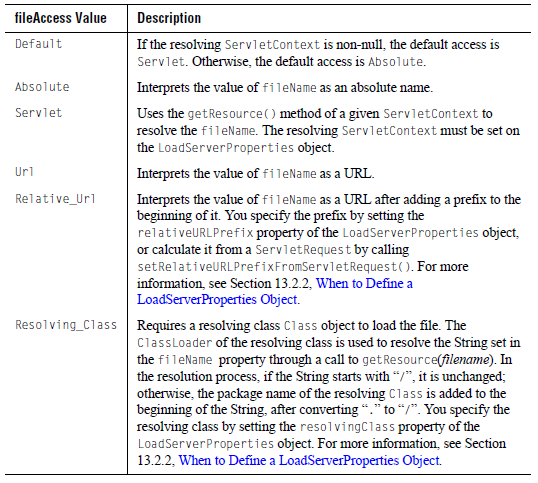 fileAccess Value Description
Default If the resolving ServletContext is non-null, the default access is
Servlet. Otherwise, the default access is Absolute.
Absolute Interprets the value of fileName as an absolute name.
Servlet Uses the getResource() method of a given ServletContext to
resolve the fileName. The resolving ServletContext must be set on
the LoadServerProperties object.
Url Interprets the value of fileName as a URL.
Relative_Url Interprets the value of fileName as a URL after adding a prefix to the
beginning of it. You specify the prefix by setting the
relativeURLPrefix property of the LoadServerProperties object,
or calculate it from a ServletRequest by calling
setRelativeURLPrefixFromServletRequest(). For more
information, see Section 13.2.2, When to Define a
LoadServerProperties Object.
Resolving_Class Requires a resolving class Class object to load the file. The
ClassLoader of the resolving class is used to resolve the String set in
the fileName property through a call to getResource(filename). In
the resolution process, if the String starts with “/”, it is unchanged;
otherwise, the package name of the resolving Class is added to the
beginning of the String, after converting “.” to “/”. You specify the
resolving class by setting the resolvingClass property of the
LoadServerProperties object. For more information, see Section
13.2.2, When to Define a LoadServerProperties Object.